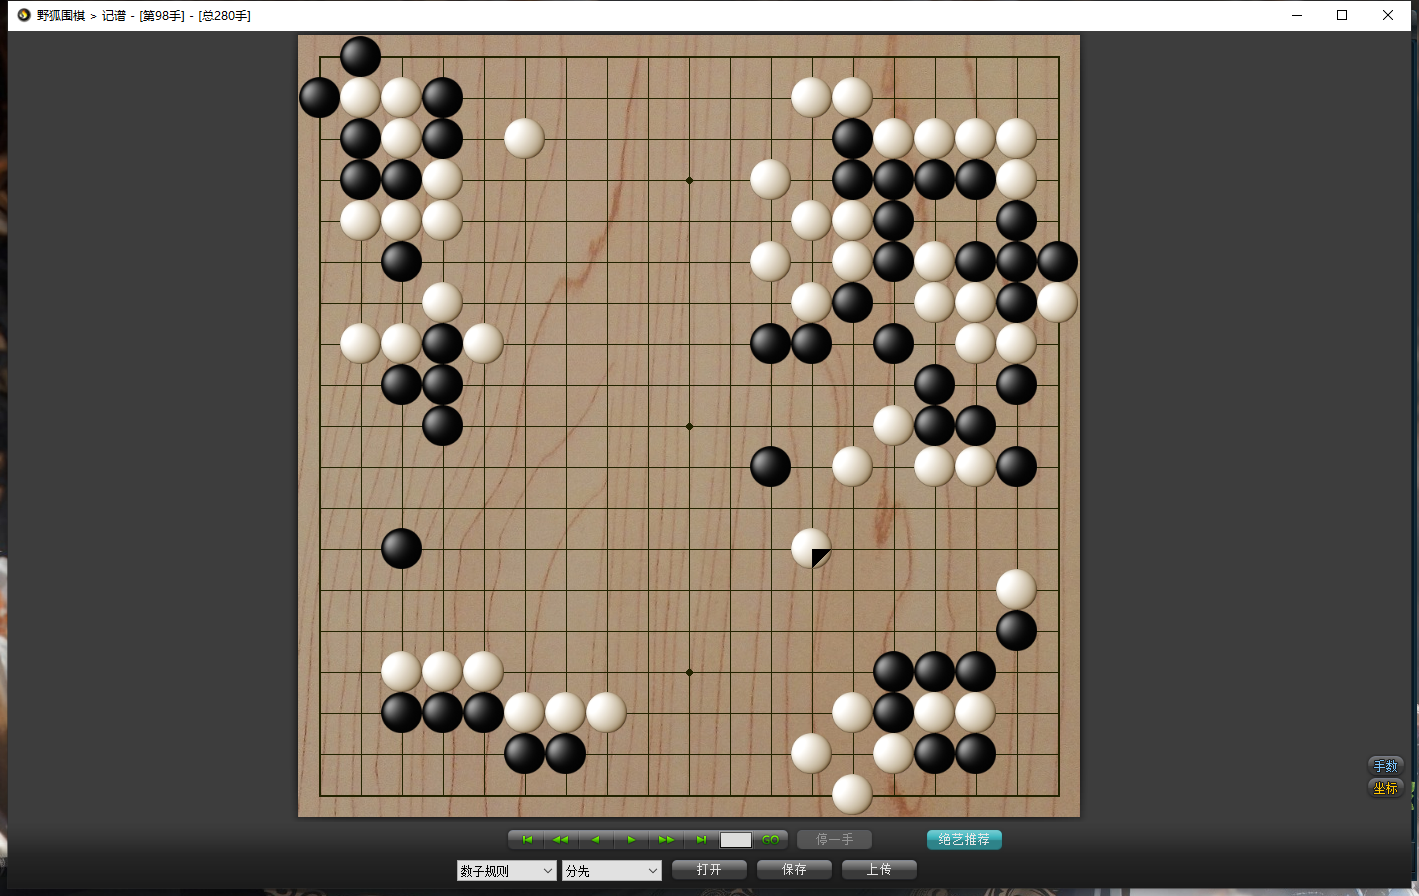 野狐围棋 > 记谱 - [第98手] - [总280手]
手数
坐标
GO 停一手 绝艺推荐
数子规则 分先 打开 保存 上传